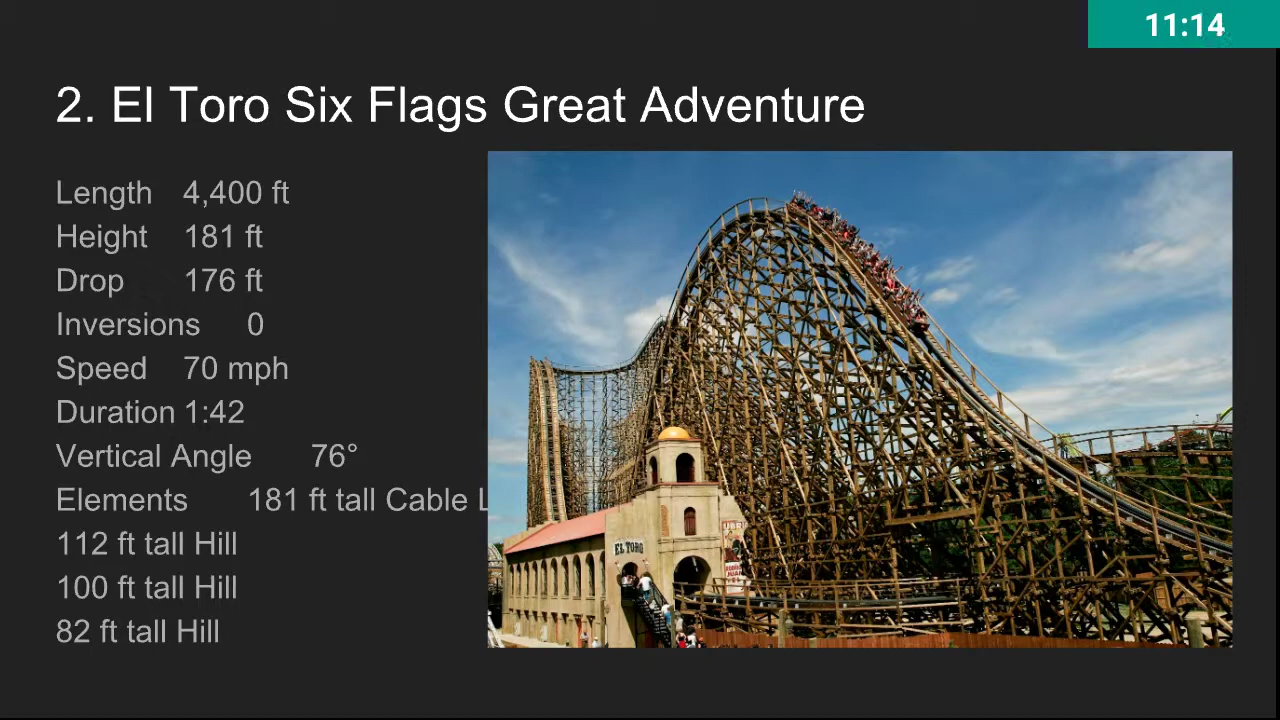 11:14
2. El Toro Six Flags Great Adventure
Length 4,400 ft
Height 181 ft
Drop 176 ft
Inversions 0
Speed 70 mph
Duration 1:42
Vertical Angle 76°
Elements 181 ft tall Cable L
112 ft tall Hill
100 ft tall Hill
82 ft tall Hill
EL TORO